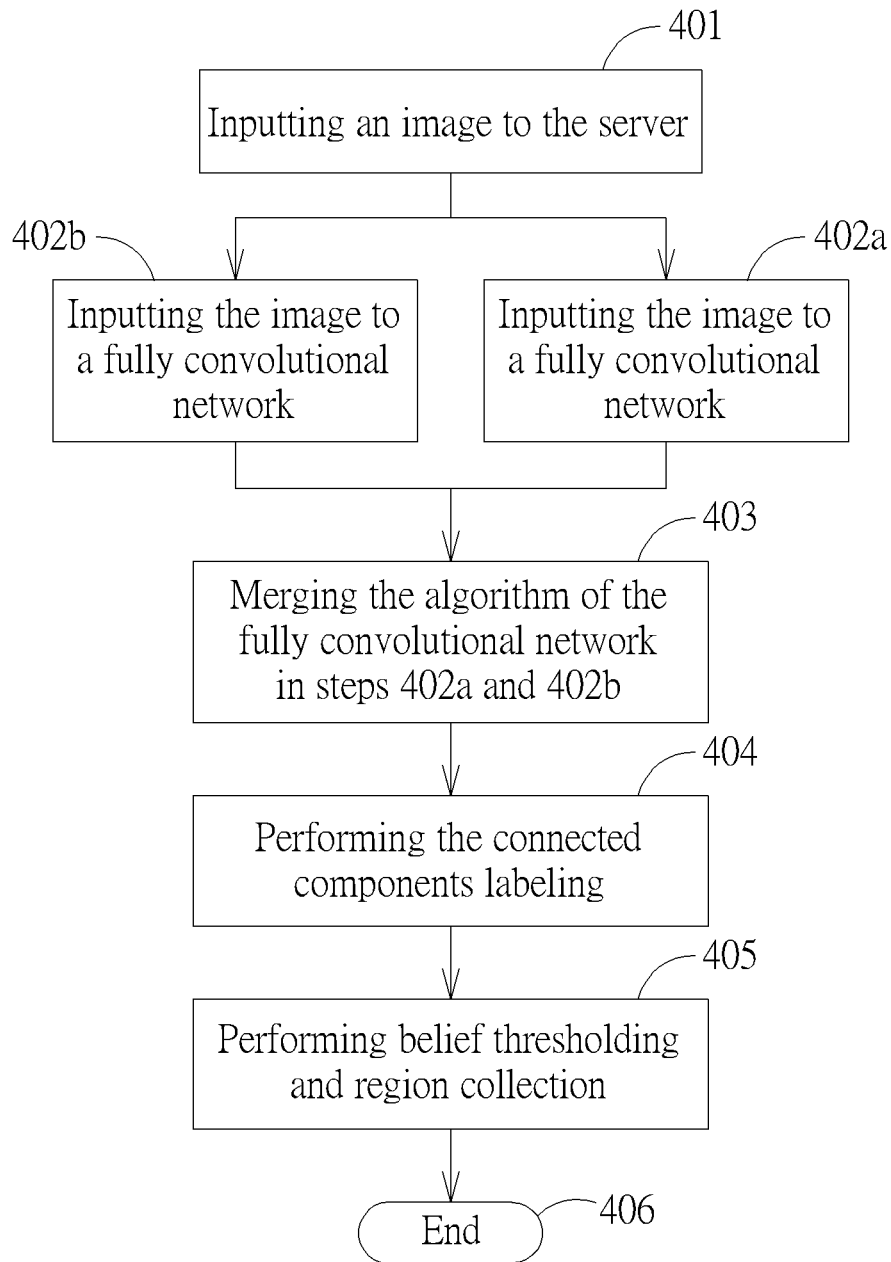 401
Inputting an image to the server
402b
402a
Inputting the image to
a fully convolutional
network
Inputting the image to
a fully convolutional
network
403
Merging the algorithm of the
fully convolutional network
in steps 402a and 402b
404
Performing the connected
components labeling
405
Performing belief thresholding
and region collection
End
406